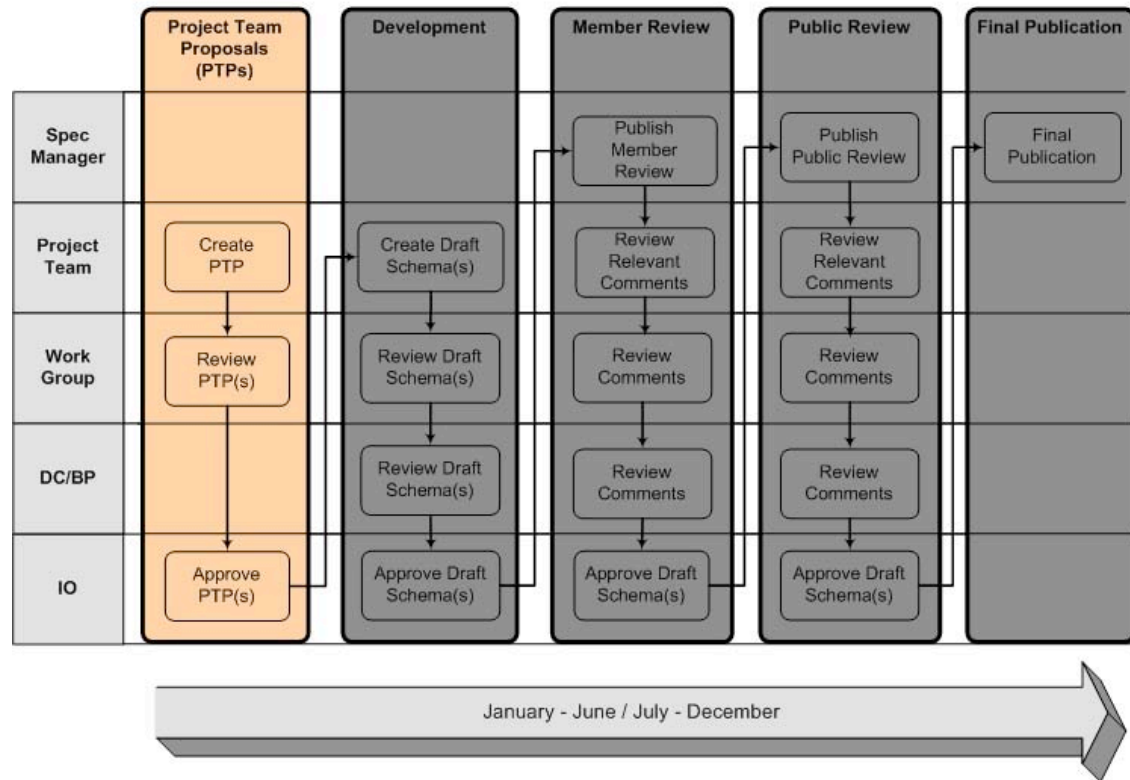 Project Team
Proposals
(PTPs)
Development
Member Review
Public Review
Final Publication
Spec
Manager
Publish
Member
Review
Publish
Public Review
Final
Publication
Project
Team
Create
PTP
Create Draft
Schema(s)
Review
Relevant
Comments
Review
Relevant
Comments
Work
Group
Review
PTP(s)
Review Draft
Schema(s)
Review
Comments
Review
Comments
DC/BP
Review Draft
Schema(s)
Review
Comments
Review
Comments
IO
Approve
PTP(s)
Approve Draft
Schema(s)
Approve Draft
Schema(s)
Approve Draft
Schema(s)
January - June / July - December